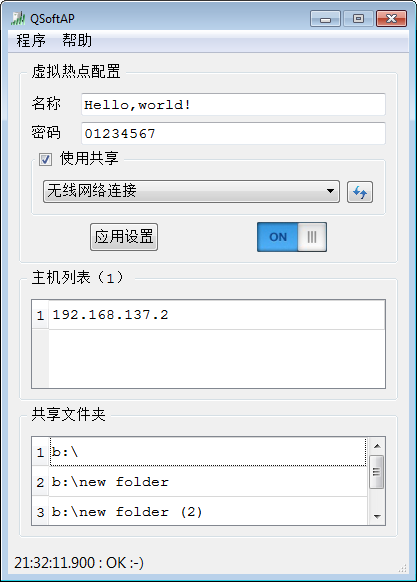 QSoftAP
程序 帮助
虚拟热点配置
名称 Hello,world!
密码 01234567
使用共享
无线网络连接
应用设置 ON
主机列表（1）
1 192.168.137.2
共享文件夹
1 b:\
2 b:\new folder
3 b:\new folder (2)
21:32:11.900 : OK :-)